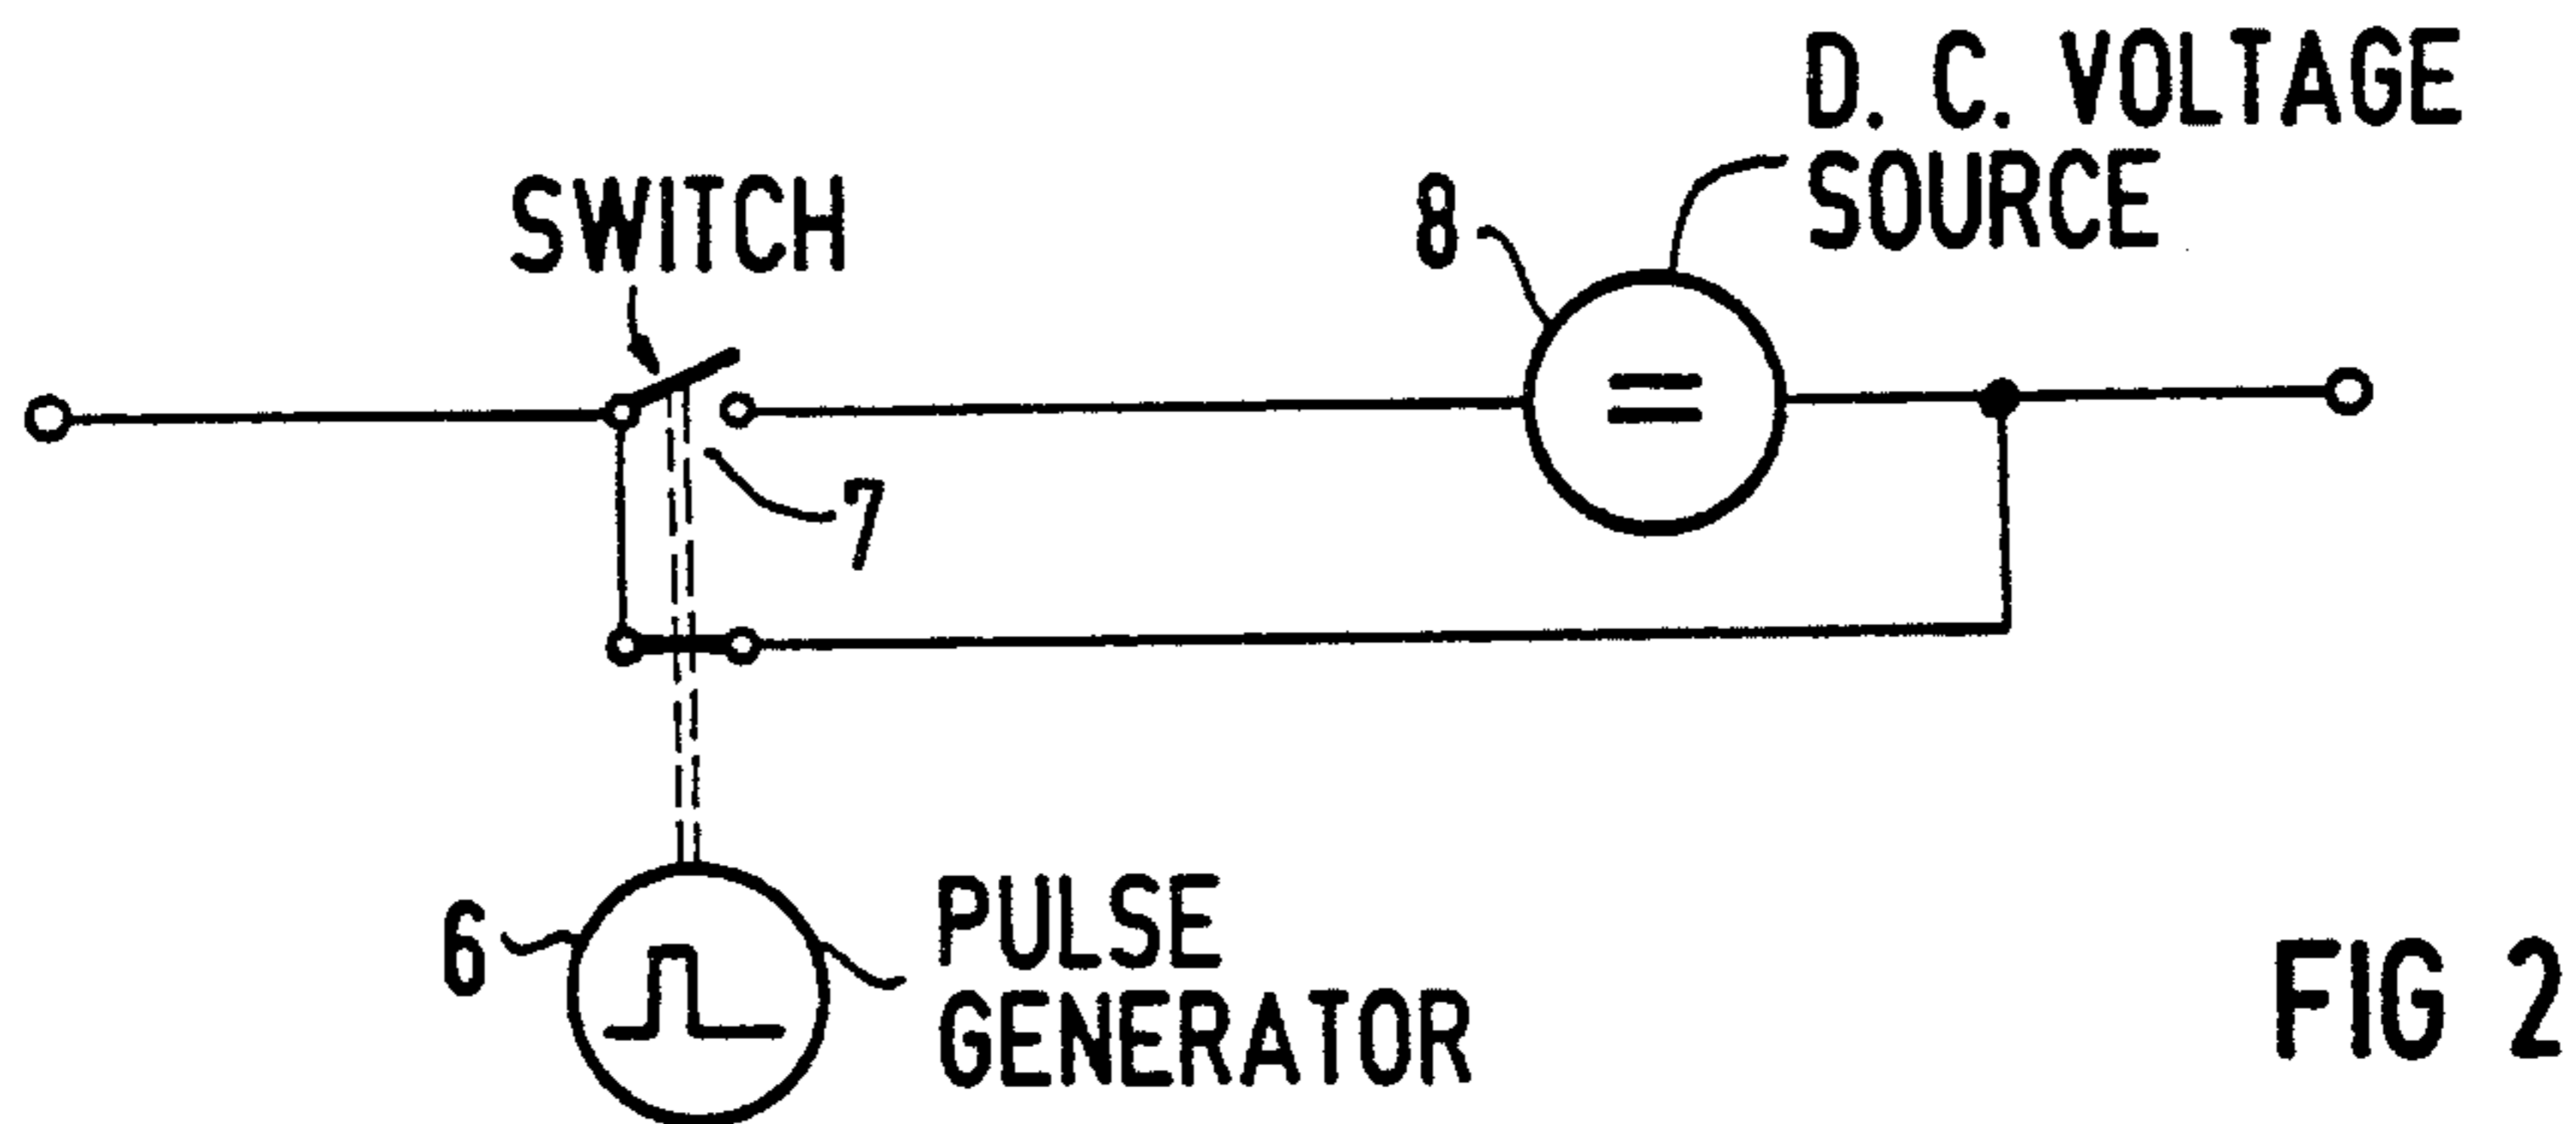 D. C. VOLTAGE
SOURCE
SWITCH
8
7
6
PULSE
GENERATOR
FIG 2